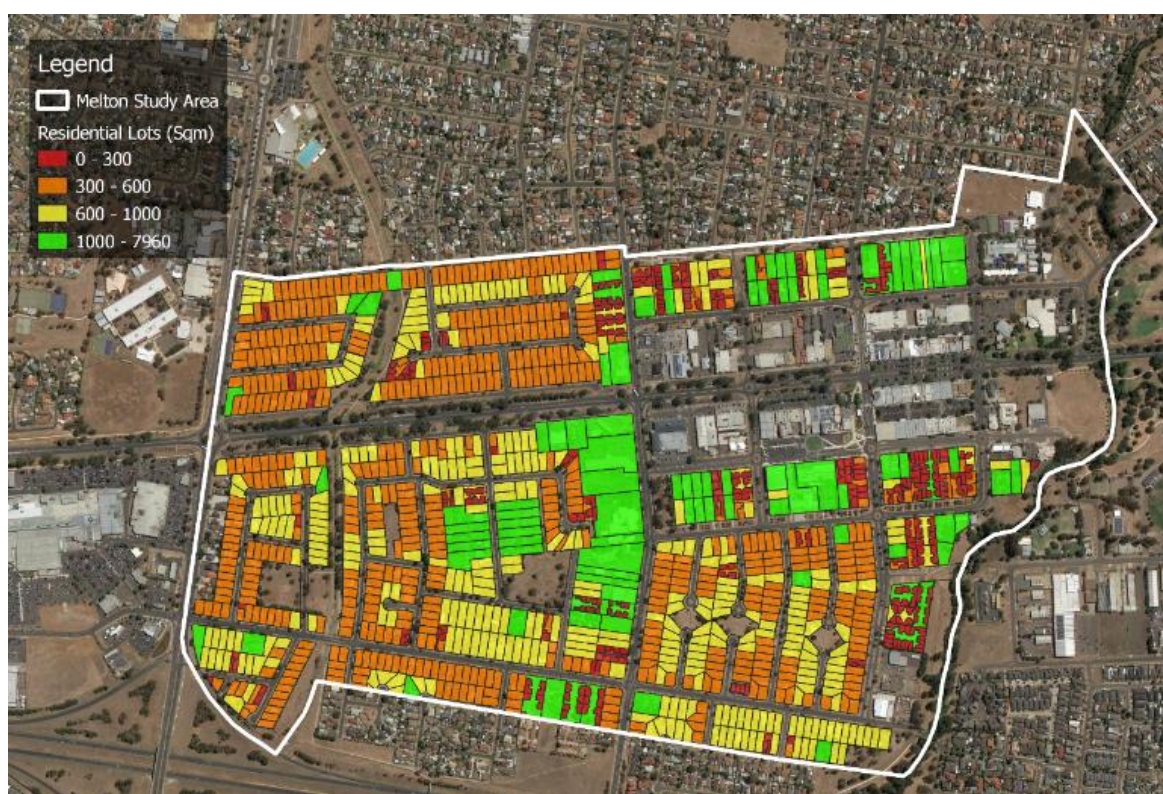 Legend
Melton Study Area
Residential Lots (Sqm)
0 - 300
300 - 600
600 - 1000
1000 - 7960